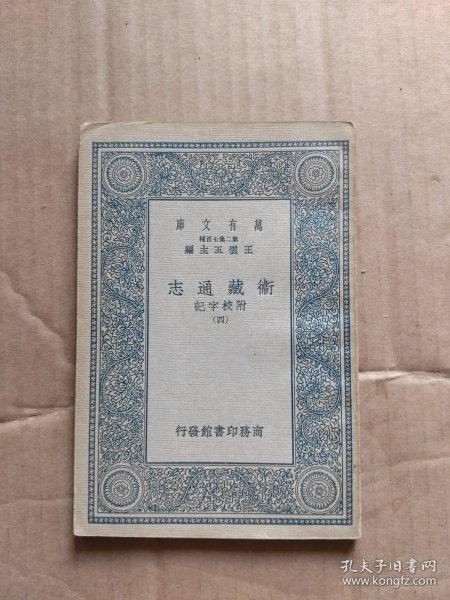 萬有文庫
第二集七百種
王雲五主編
衞藏通志
附校字記
(四)
商務印書館發行
孔夫子旧书网
www.kongfz.com